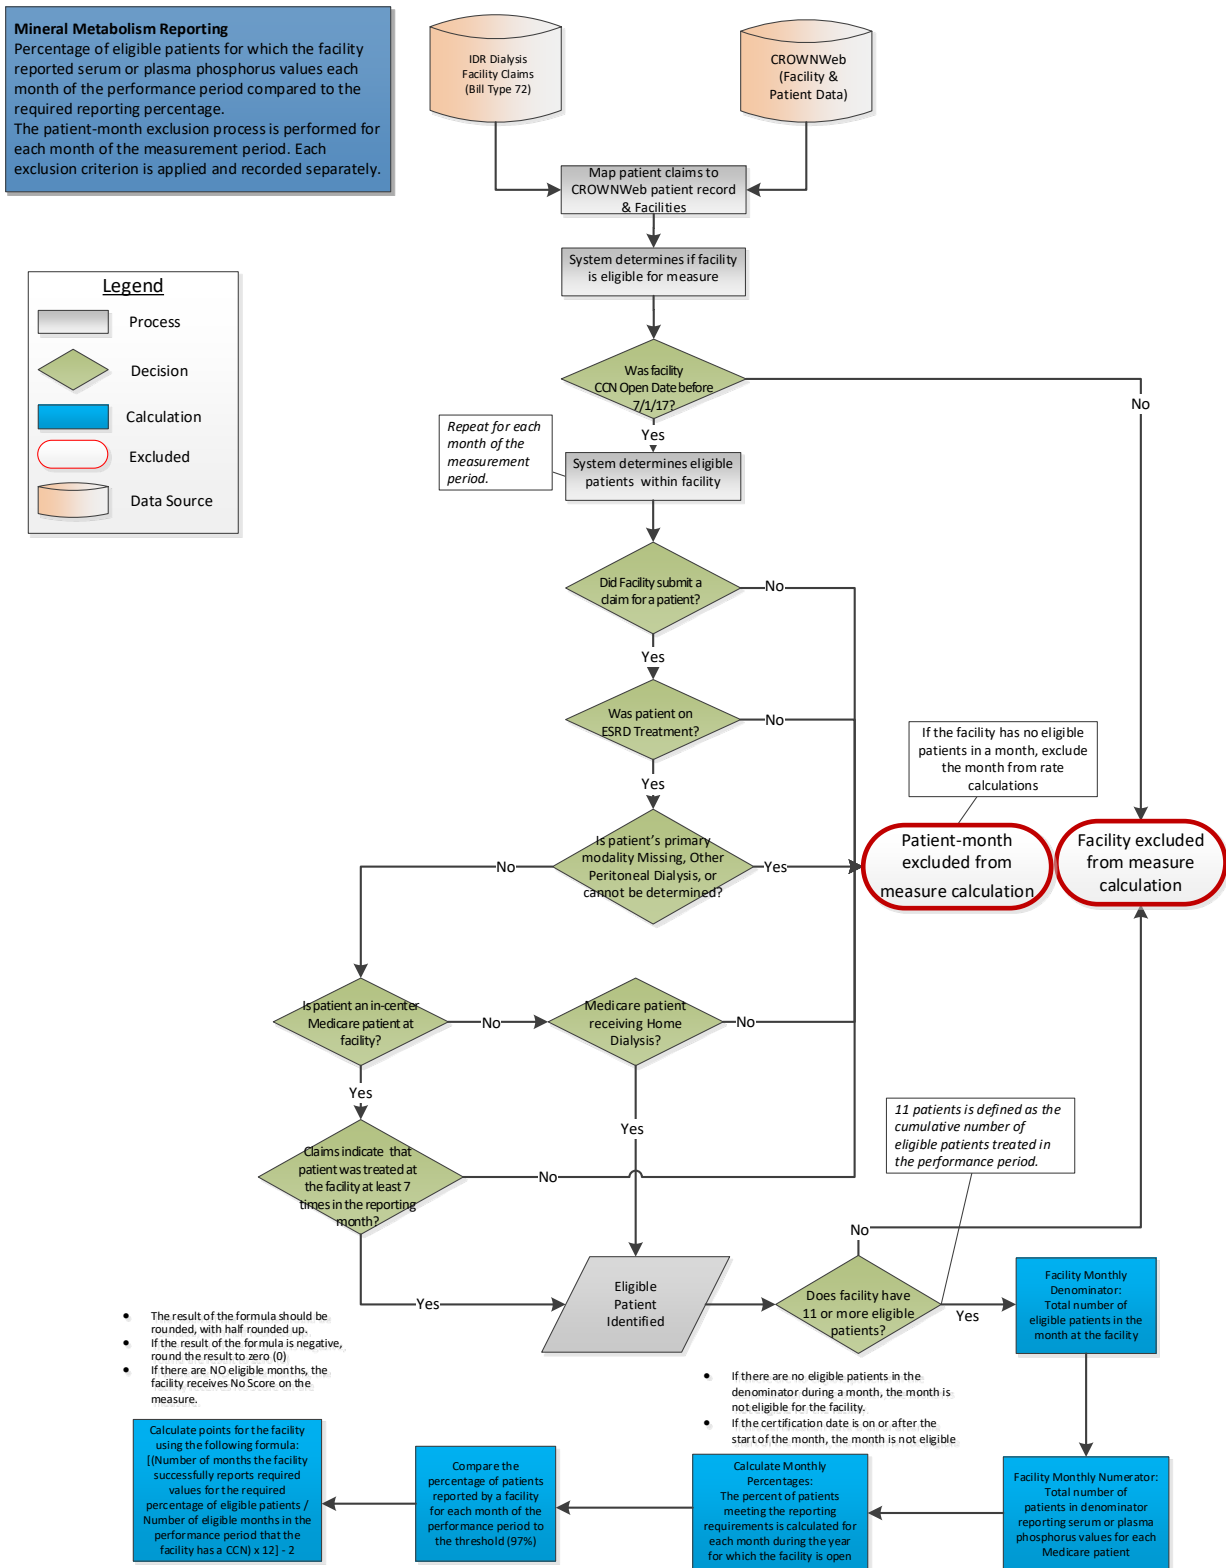 Mineral Metabolism Reporting
Percentage of eligible patients for which the facility
reported serum or plasma phosphorus values each
month of the performance period compared to the
required reporting percentage.
The patient-month exclusion process is performed for
each month of the measurement period. Each
exclusion criterion is applied and recorded separately.
IDR Dialysis
Facility Claims
(Bill Type 72)
CROWNWeb
(Facility &
Patient Data)
Map patient claims to
CROWNWeb patient record
& Facilities
System determines if facility
is eligible for measure
Legend
Process
Decision
Calculation
Excluded
Data Source
Was facility
CCN Open Date before
7/1/17?
No
Yes
Repeat for each
month of the
measurement
period.
System determines eligible
patients within facility
Did Facility submit a
claim for a patient?
No
Yes
Was patient on
ESRD Treatment?
No
Yes
If the facility has no eligible
patients in a month, exclude
the month from rate
calculations
Is patient's primary
modality Missing, Other
Peritoneal Dialysis, or
cannot be determined?
No
Yes
Patient-month
excluded from
measure calculation
Facility excluded
from measure
calculation
Is patient an in-center
Medicare patient at
facility?
No
Medicare patient
receiving Home
Dialysis?
No
Yes
Yes
Claims indicate that
patient was treated at
the facility at least 7
times in the reporting
month?
No
11 patients is defined as the
cumulative number of
eligible patients treated in
the performance period.
No
Yes
Eligible
Patient
Identified
Does facility have
11 or more eligible
patients?
Yes
Facility Monthly
Denominator:
Total number of
eligible patients in the
month at the facility
• The result of the formula should be
rounded, with half rounded up.
• If the result of the formula is negative,
round the result to zero (0)
• If there are NO eligible months, the
facility receives No Score on the
measure.
• If there are no eligible patients in the
denominator during a month, the month is
not eligible for the facility.
• If the certification date is on or after the
start of the month, the month is not eligible
Calculate points for the facility
using the following formula:
[(Number of months the facility
successfully reports required
values for the required
percentage of eligible patients /
Number of eligible months in the
performance period that the
facility has a CCN) x 12] - 2
Compare the
percentage of patients
reported by a facility
for each month of the
performance period to
the threshold (97%)
Calculate Monthly
Percentages:
The percent of patients
meeting the reporting
requirements is calculated for
each month during the year
for which the facility is open
Facility Monthly Numerator:
Total number of
patients in denominator
reporting serum or plasma
phosphorus values for each
Medicare patient